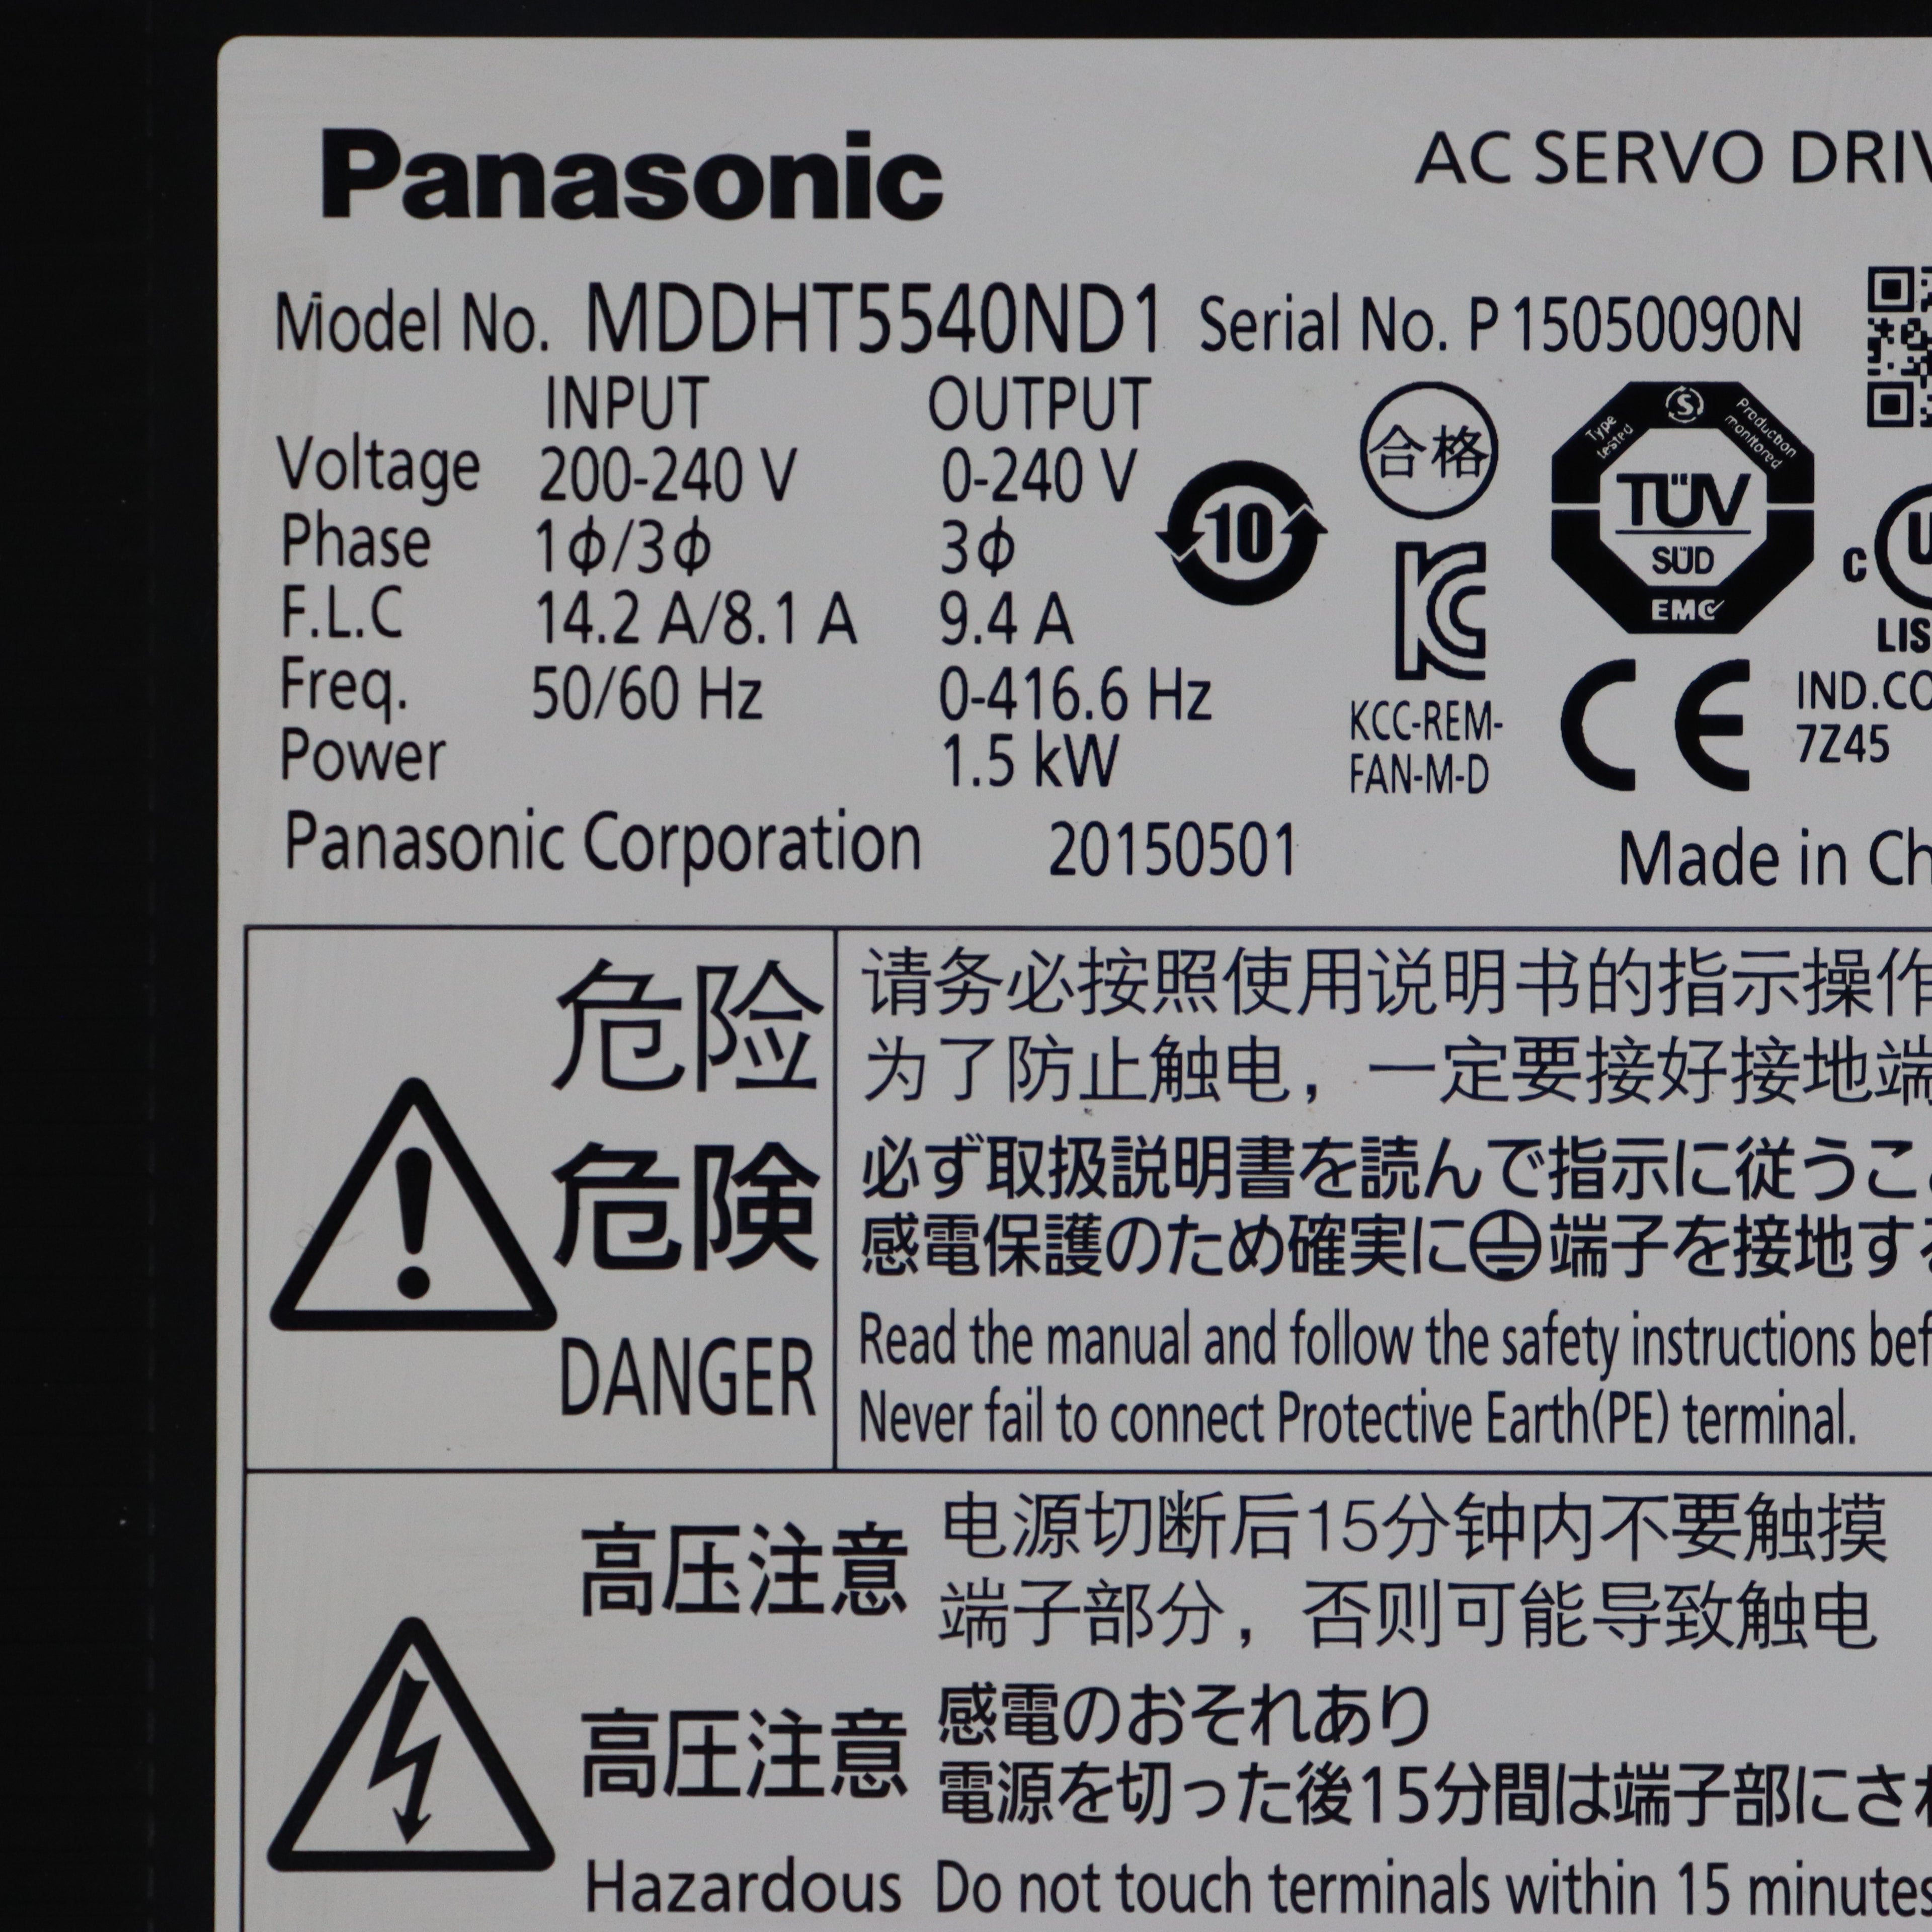 Panasonic
AC SERVO DRIV
Model No. MDDHT5540ND1 Serial No. P15050090N
INPUT OUTPUT
Voltage 200-240 V 0-240 V
Phase 1ϕ/3ϕ 3ϕ
F.L.C 14.2 A/8.1 A 9.4 A
Freq. 50/60 Hz 0-416.6 Hz
Power 1.5 kW
10
合格
KC
KCC-REM-
FAN-M-D
Type tested
S
Production monitored
TÜV
SÜD
EMC
CE
C U
LIS
IND.CO
7Z45
Panasonic Corporation 20150501 Made in Ch
危险
危険
DANGER
请务必按照使用说明书的指示操作
为了防止触电，一定要接好接地端
必ず取扱説明書を読んで指示に従うこ
感電保護のため確実に⏚端子を接地す
Read the manual and follow the safety instructions bef
Never fail to connect Protective Earth(PE) terminal.
高压注意
电源切断后15分钟内不要触摸
端子部分，否则可能导致触电
高圧注意
感電のおそれあり
電源を切った後15分間は端子部にさ
Hazardous Do not touch terminals within 15 minutes